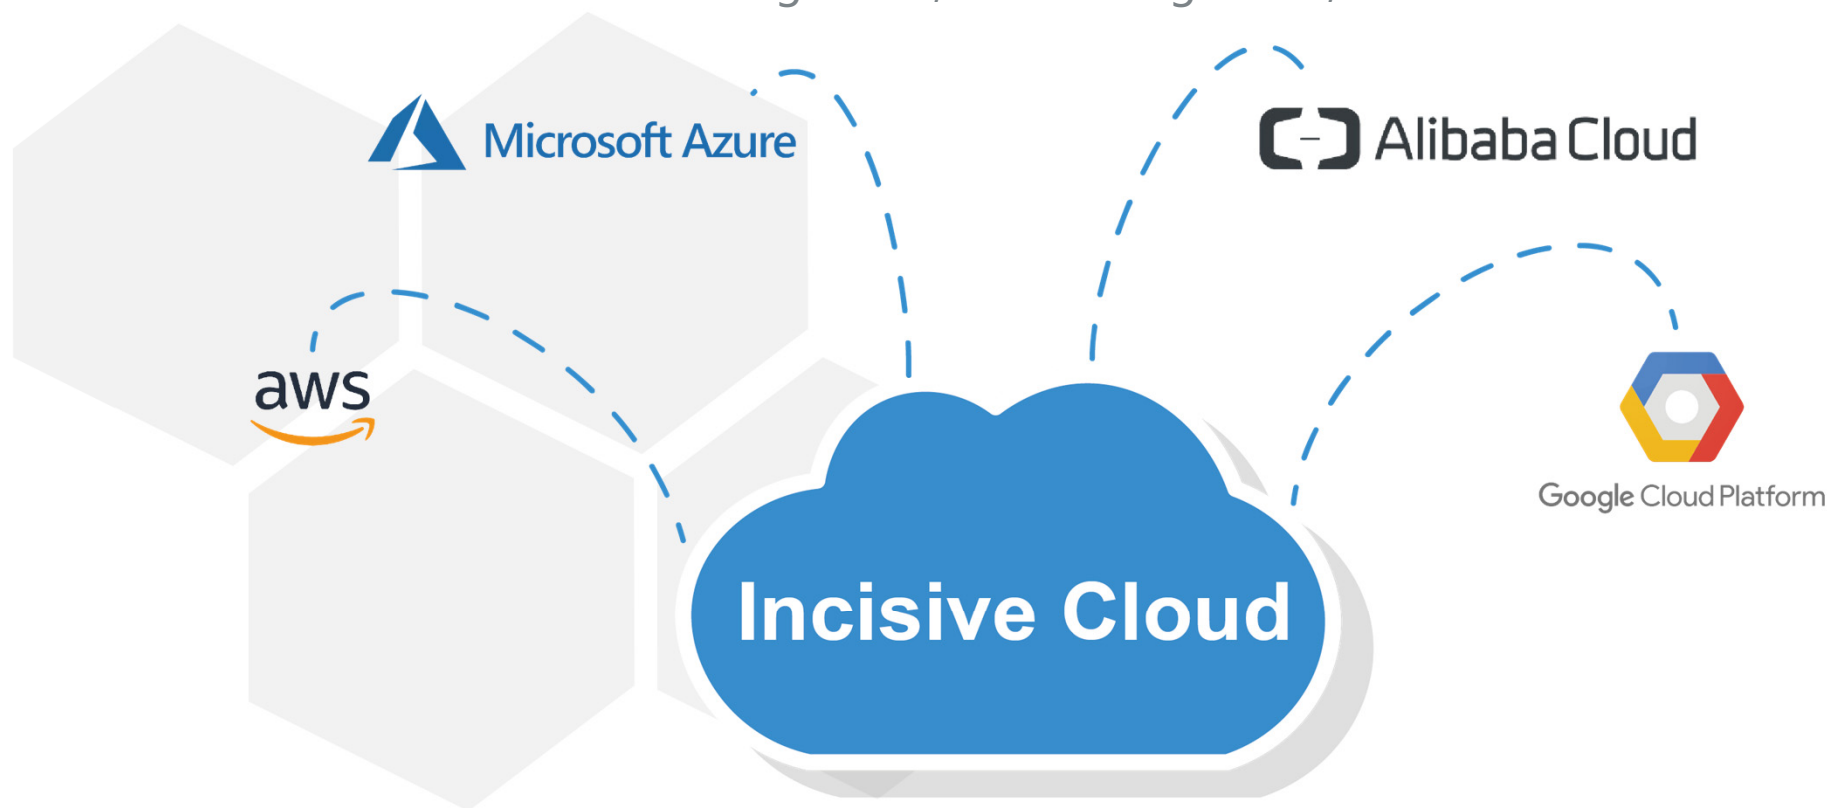 Microsoft Azure
Alibaba Cloud
aws
Google Cloud Platform
Incisive Cloud